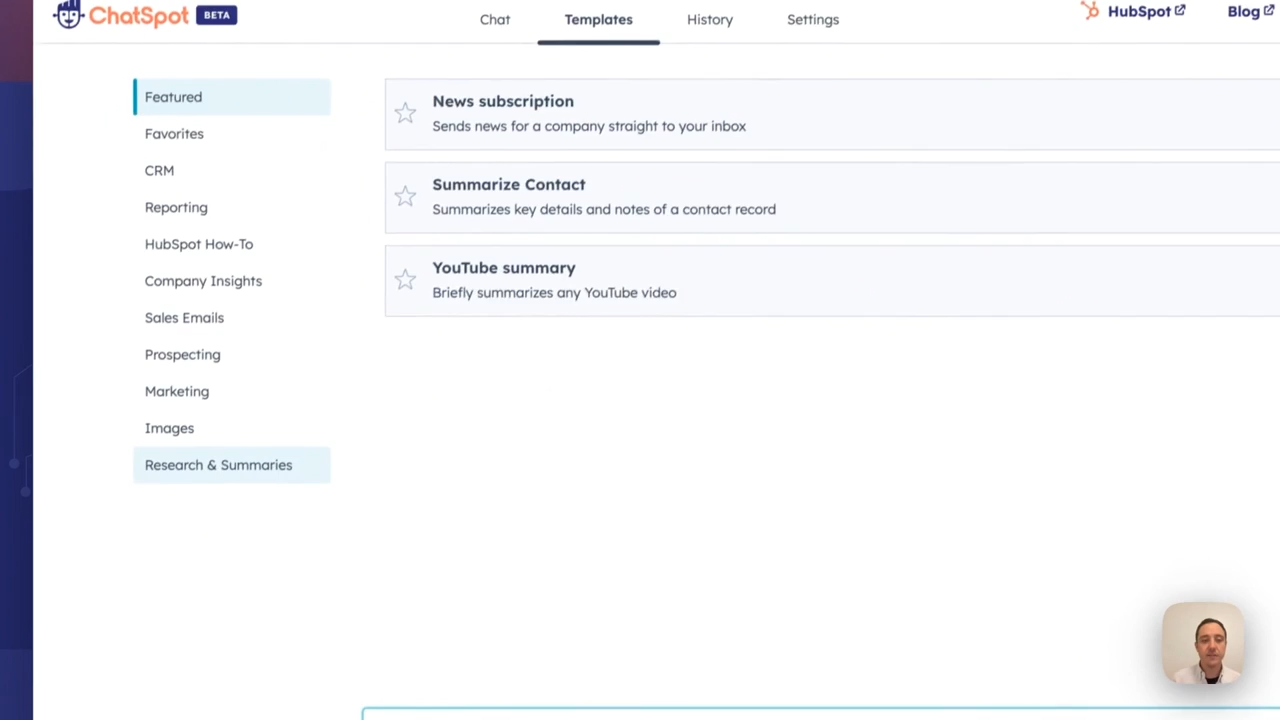 ChatSpot BETA
Chat
Templates
History
Settings
HubSpot
Blog
Featured
Favorites
CRM
Reporting
HubSpot How-To
Company Insights
Sales Emails
Prospecting
Marketing
Images
Research & Summaries
News subscription
Sends news for a company straight to your inbox
Summarize Contact
Summarizes key details and notes of a contact record
YouTube summary
Briefly summarizes any YouTube video